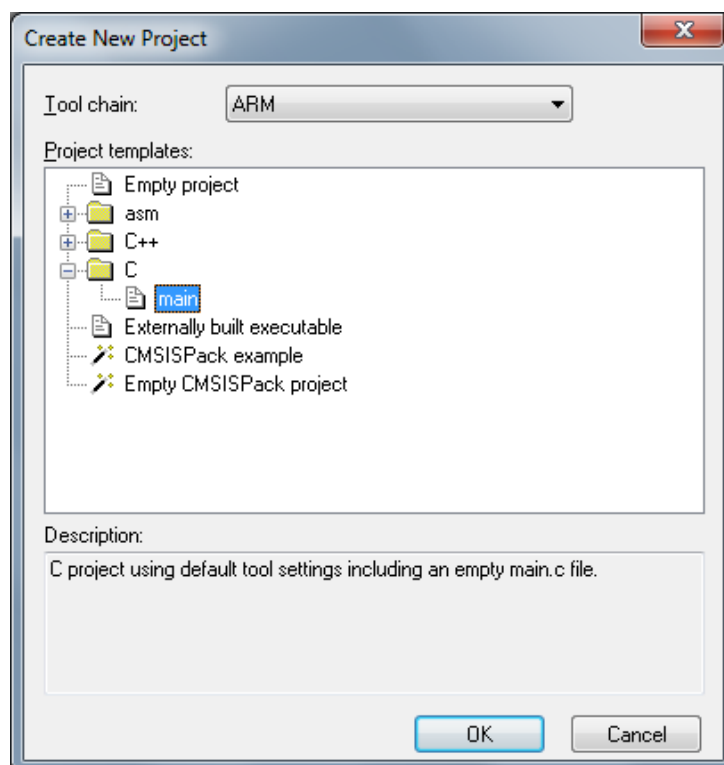 Create New Project
Tool chain: ARM
Project templates:
Empty project
asm
C++
C
main
Externally built executable
CMSISPack example
Empty CMSISPack project
Description:
C project using default tool settings including an empty main.c file.
OK Cancel